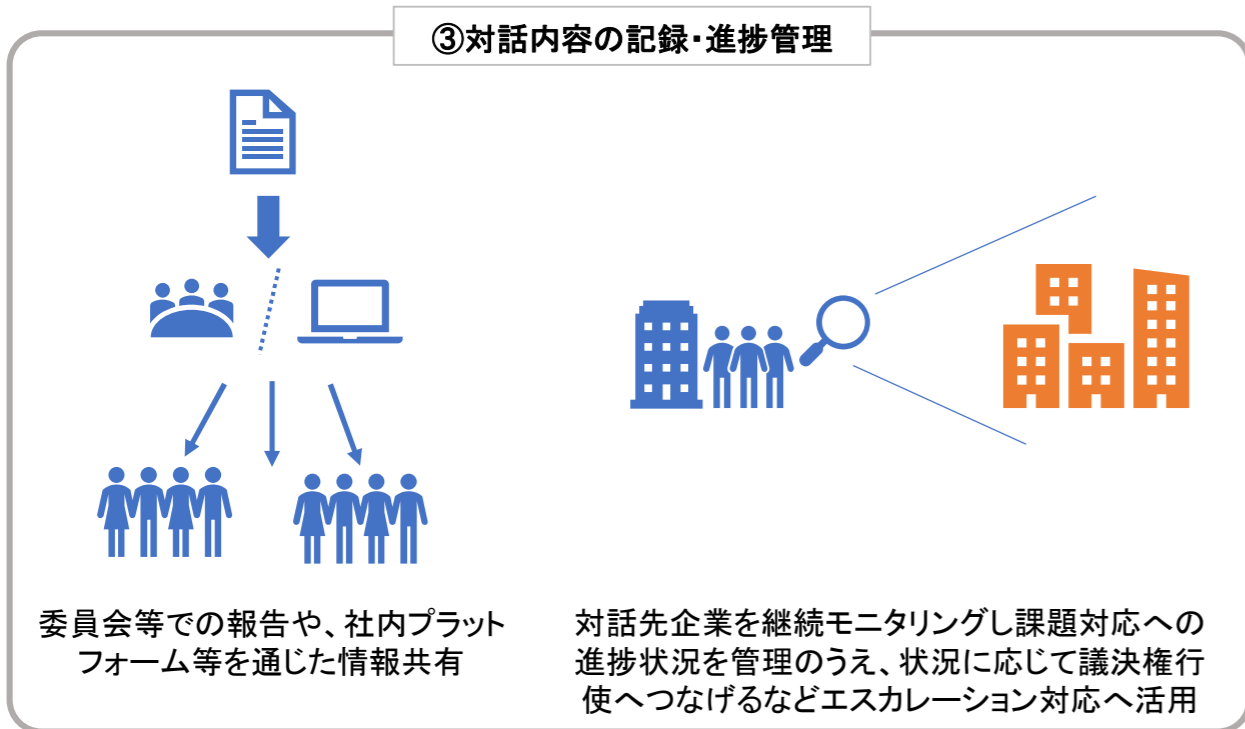 ③対話内容の記録・進捗管理
委員会等での報告や、社内プラット
フォーム等を通じた情報共有
対話先企業を継続モニタリングし課題対応への
進捗状況を管理のうえ、状況に応じて議決権行
使へつなげるなどエスカレーション対応へ活用